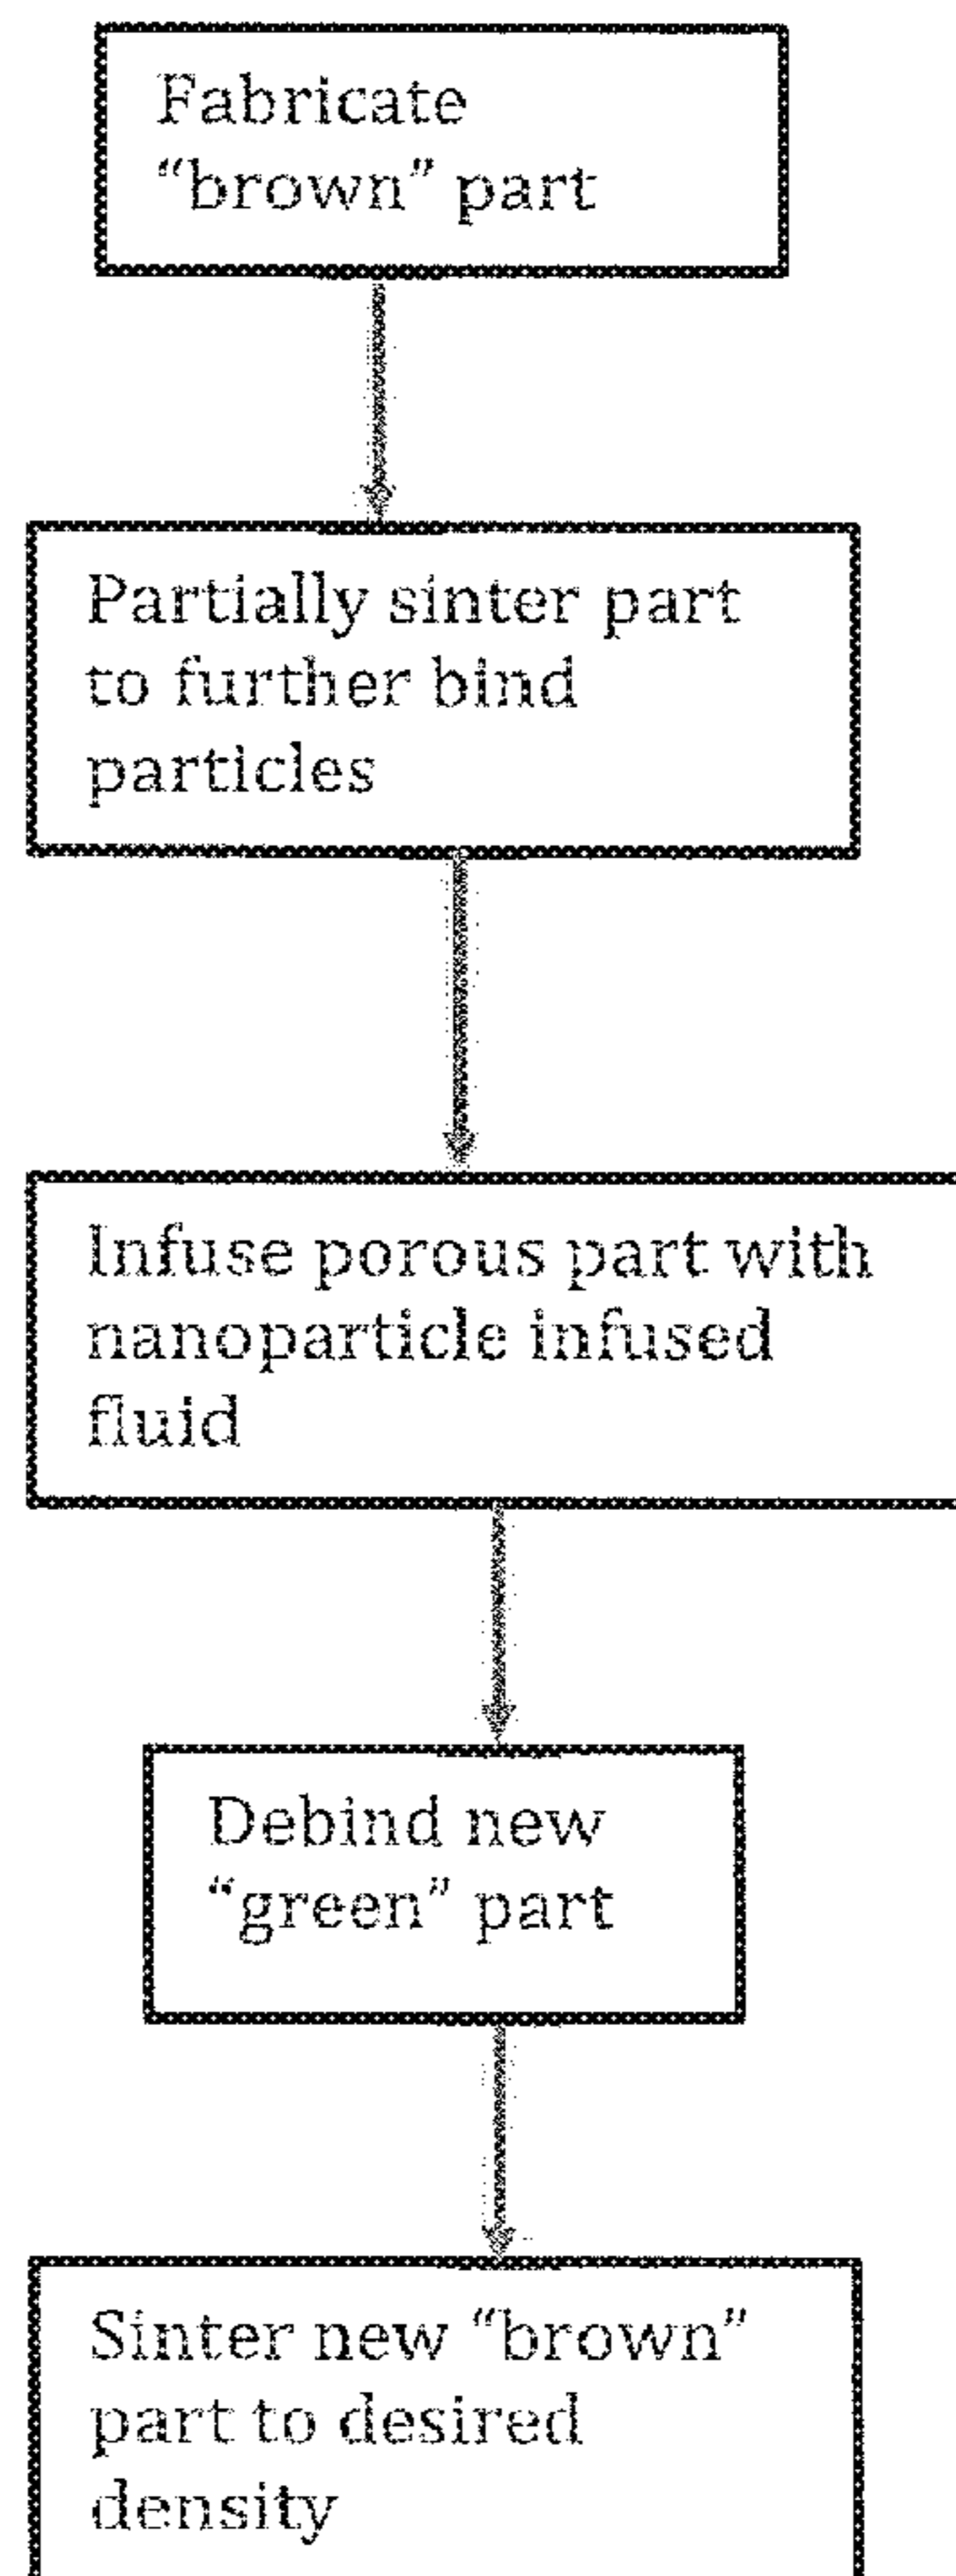 Fabricate
“brown” part
Partially sinter part
to further bind
particles
Infuse porous part with
nanoparticle infused
fluid
Debind new
“green” part
Sinter new “brown”
part to desired
density